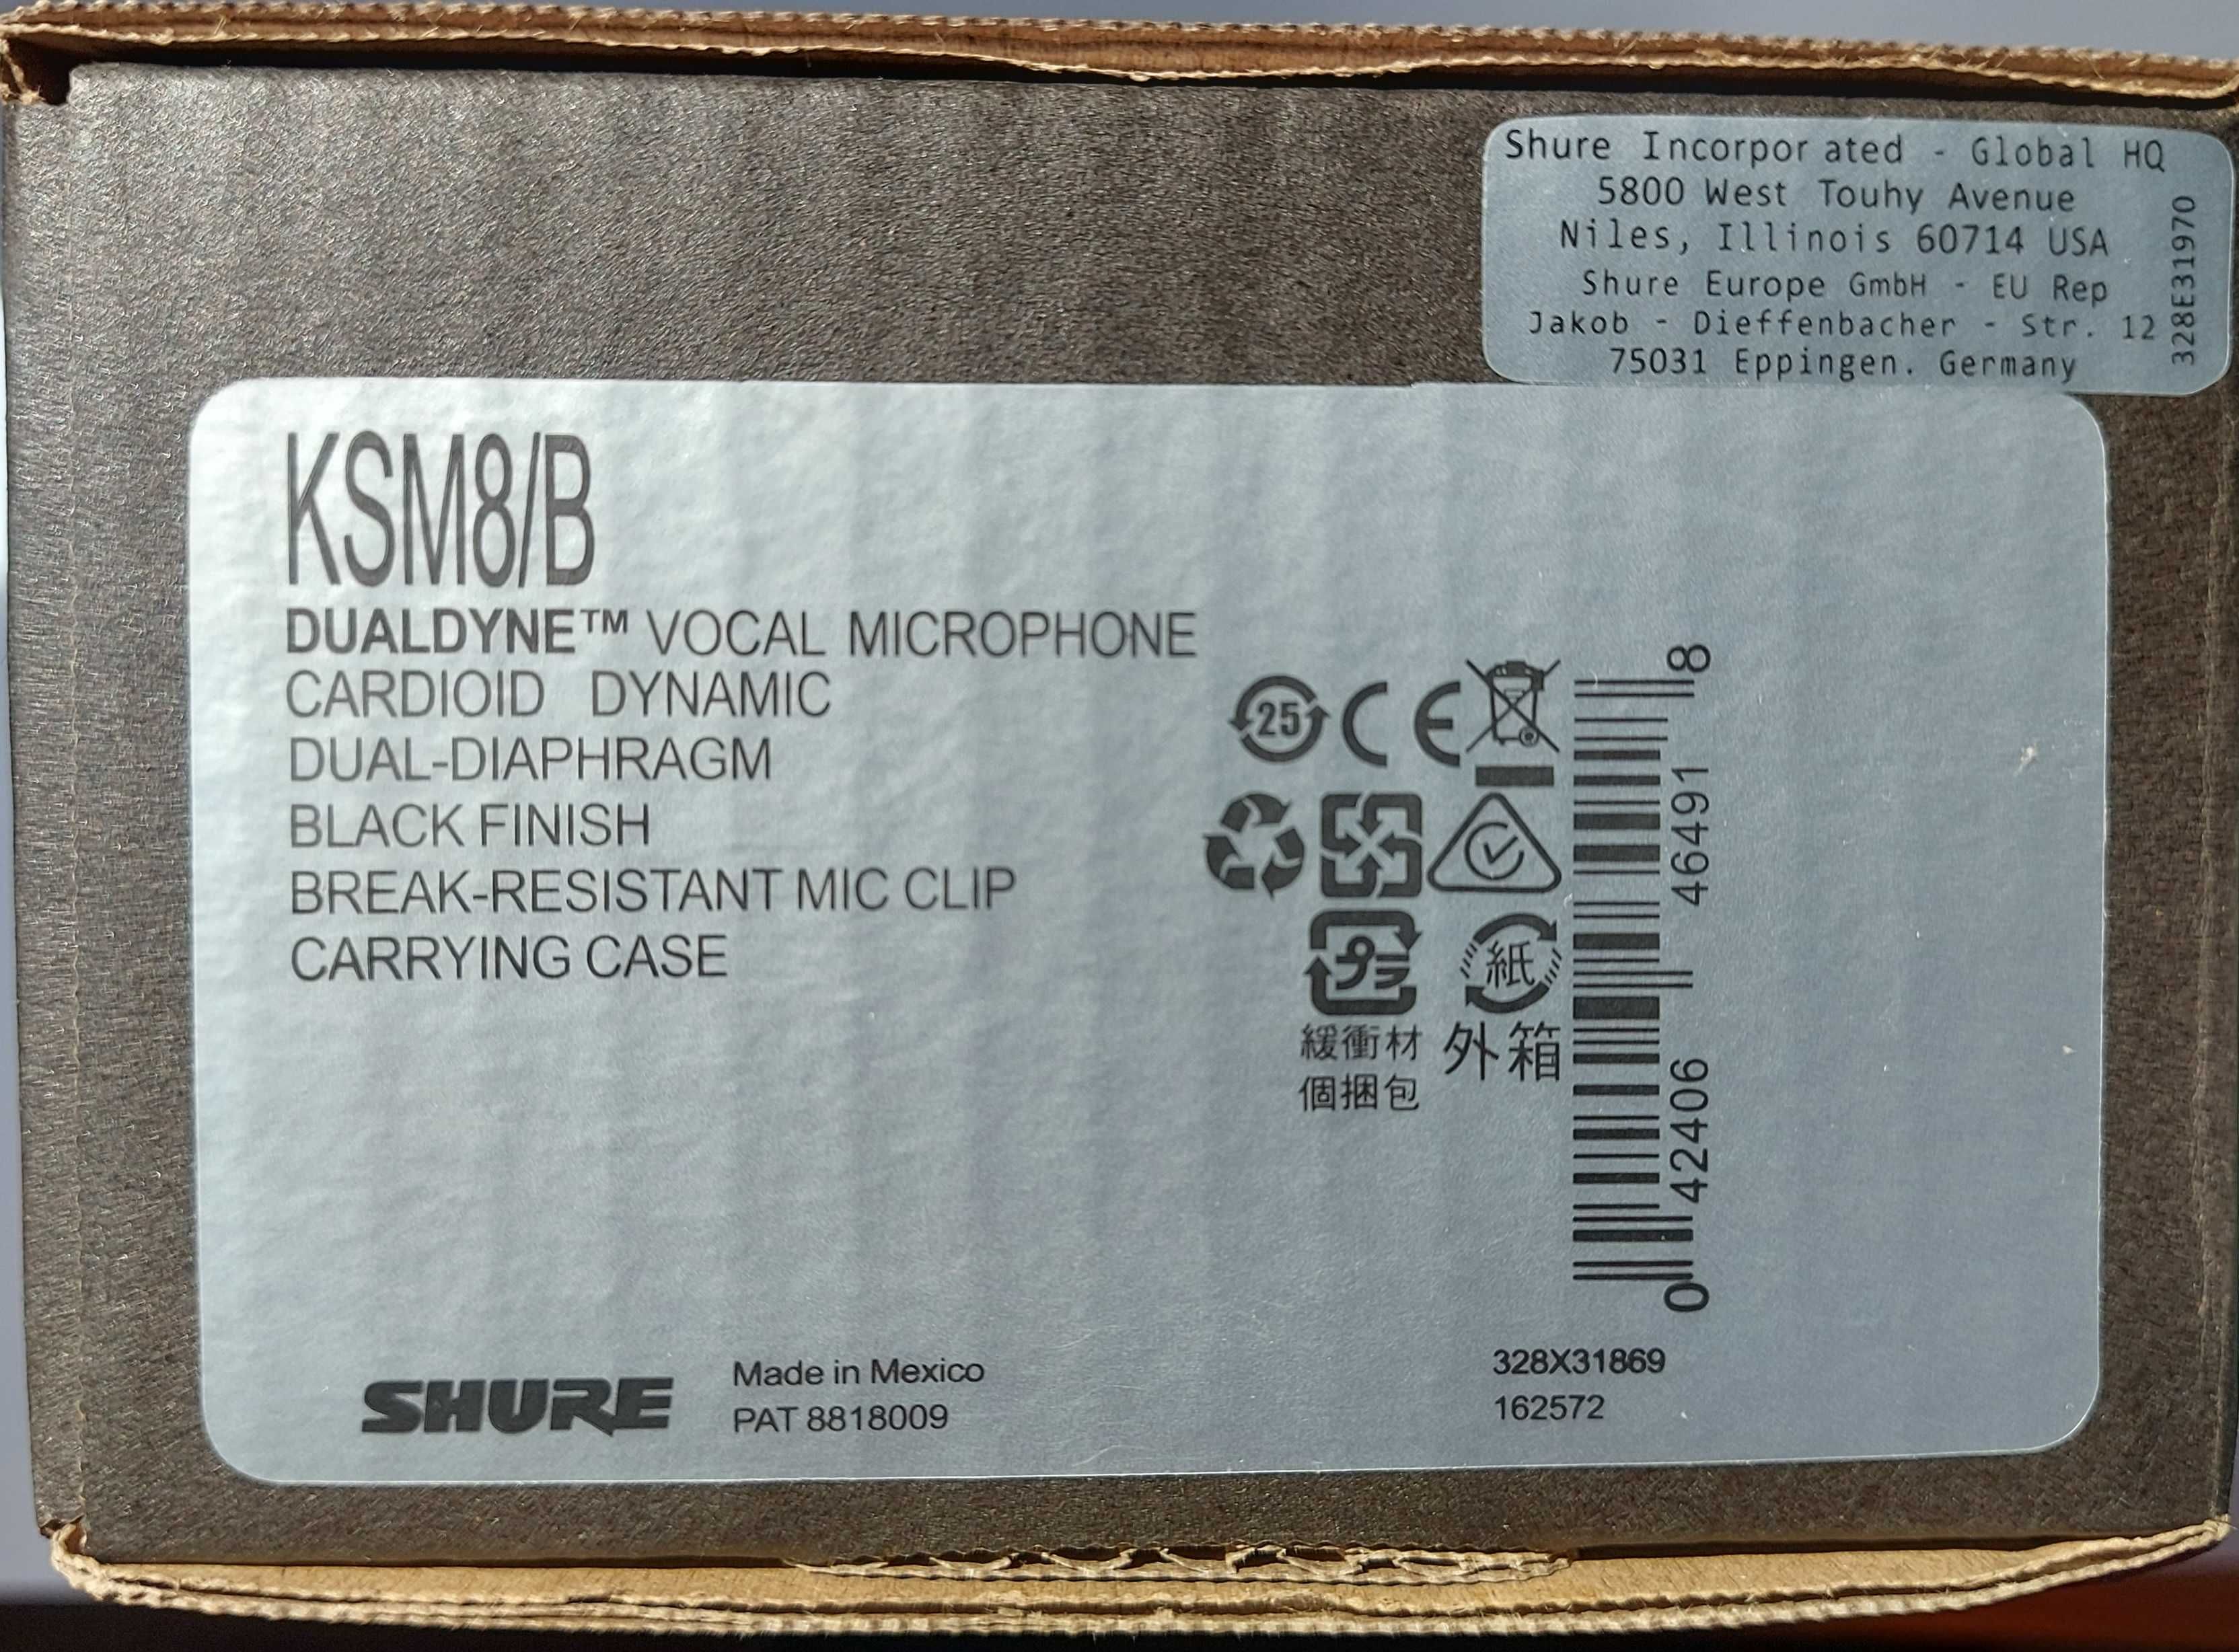 Shure Incorpor ated - Global HQ
5800 West Touhy Avenue
Niles, Illinois 60714 USA
Shure Europe GmbH - EU Rep
Jakob - Dieffenbacher - Str. 12
75031 Eppingen. Germany
328E31970
KSM8/B
DUALDYNE™ VOCAL MICROPHONE
CARDIOID DYNAMIC
DUAL-DIAPHRAGM
BLACK FINISH
BREAK-RESISTANT MIC CLIP
CARRYING CASE
25 CE
プラ 紙
緩衝材 外箱
個捆包
0 42406 46491 8
SHURE
Made in Mexico
PAT 8818009
328X31869
162572